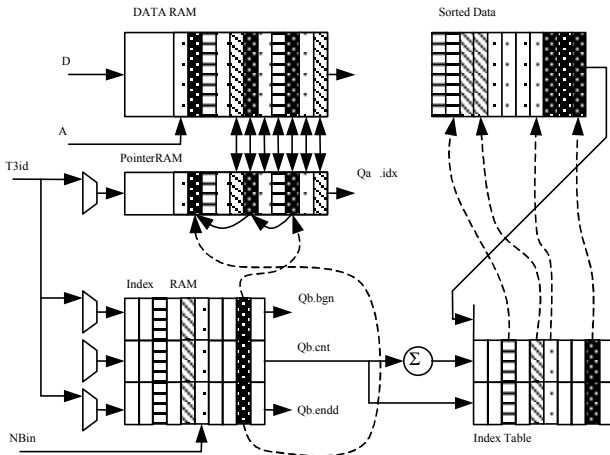 DATA RAM
Sorted Data
D
A
T3id
PointerRAM
Qa .idx
Index RAM
Qb.bgn
Qb.cnt
Σ
Qb.endd
NBin
Index Table